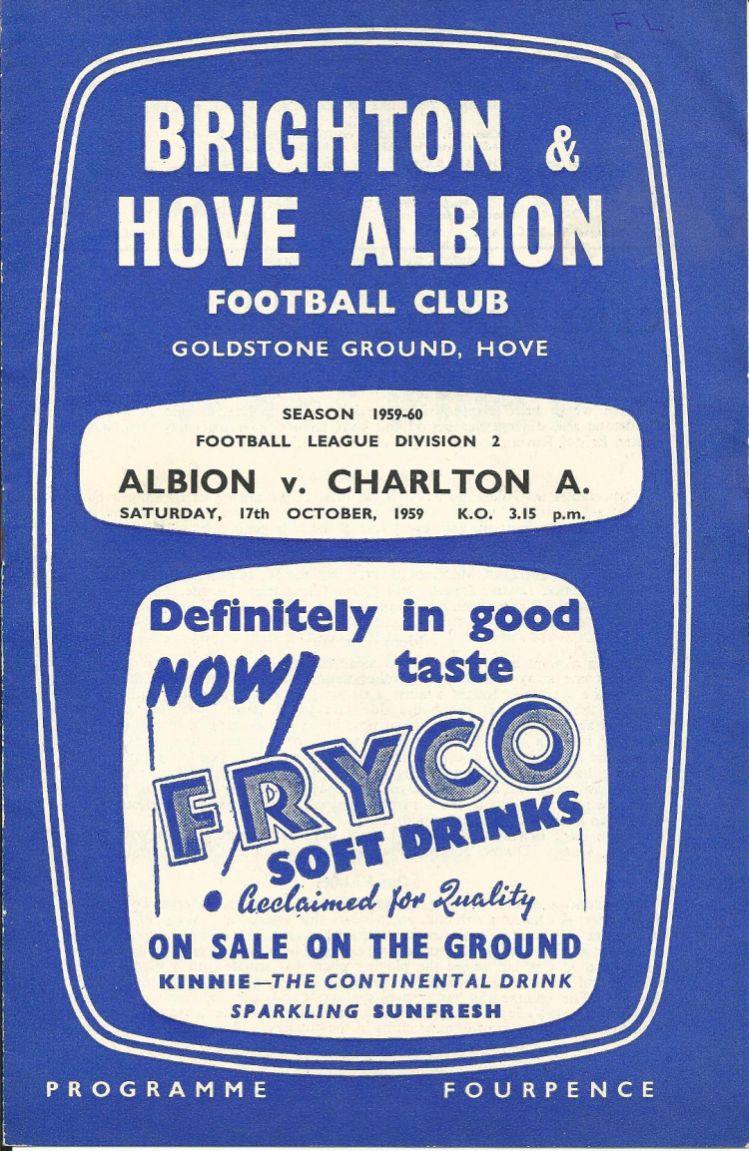 F.L.
BRIGHTON &
HOVE ALBION
FOOTBALL CLUB
GOLDSTONE GROUND, HOVE
SEASON 1959-60
FOOTBALL LEAGUE DIVISION 2
ALBION v. CHARLTON A.
SATURDAY, 17th OCTOBER, 1959 K.O. 3.15 p.m.
Definitely in good
NOW! taste
FRYCO
SOFT DRINKS
• Acclaimed for Quality
ON SALE ON THE GROUND
KINNIE—THE CONTINENTAL DRINK
SPARKLING SUNFRESH
PROGRAMME FOURPENCE